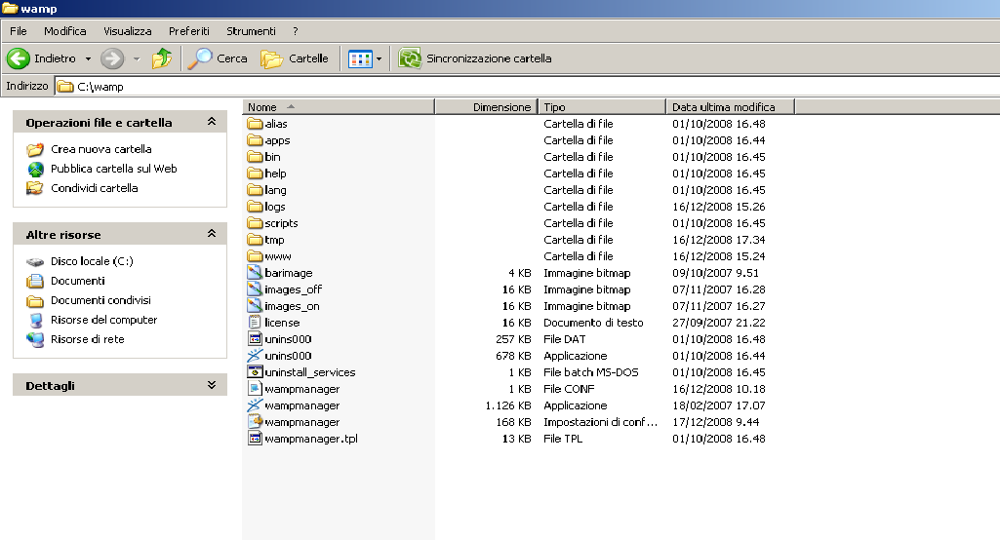 wamp
File Modifica Visualizza Preferiti Strumenti ?
Indietro Cerca Cartelle Sincronizzazione cartella
Indirizzo C:\wamp
Operazioni file e cartella
Crea nuova cartella
Pubblica cartella sul Web
Condividi cartella
Altre risorse
Disco locale (C:)
Documenti
Documenti condivisi
Risorse del computer
Risorse di rete
Dettagli
Nome Dimensione Tipo Data ultima modifica
alias Cartella di file 01/10/2008 16.48
apps Cartella di file 01/10/2008 16.44
bin Cartella di file 01/10/2008 16.45
help Cartella di file 01/10/2008 16.45
lang Cartella di file 01/10/2008 16.45
logs Cartella di file 16/12/2008 15.26
scripts Cartella di file 01/10/2008 16.45
tmp Cartella di file 16/12/2008 17.34
www Cartella di file 16/12/2008 15.24
barimage 4 KB Immagine bitmap 09/10/2007 9.51
images_off 16 KB Immagine bitmap 07/11/2007 16.28
images_on 16 KB Immagine bitmap 07/11/2007 16.27
license 16 KB Documento di testo 27/09/2007 21.22
unins000 257 KB File DAT 01/10/2008 16.48
unins000 678 KB Applicazione 01/10/2008 16.44
uninstall_services 1 KB File batch MS-DOS 01/10/2008 16.45
wampmanager 1 KB File CONF 16/12/2008 10.18
wampmanager 1.126 KB Applicazione 18/02/2007 17.07
wampmanager 168 KB Impostazioni di conf... 17/12/2008 9.44
wampmanager.tpl 13 KB File TPL 01/10/2008 16.48